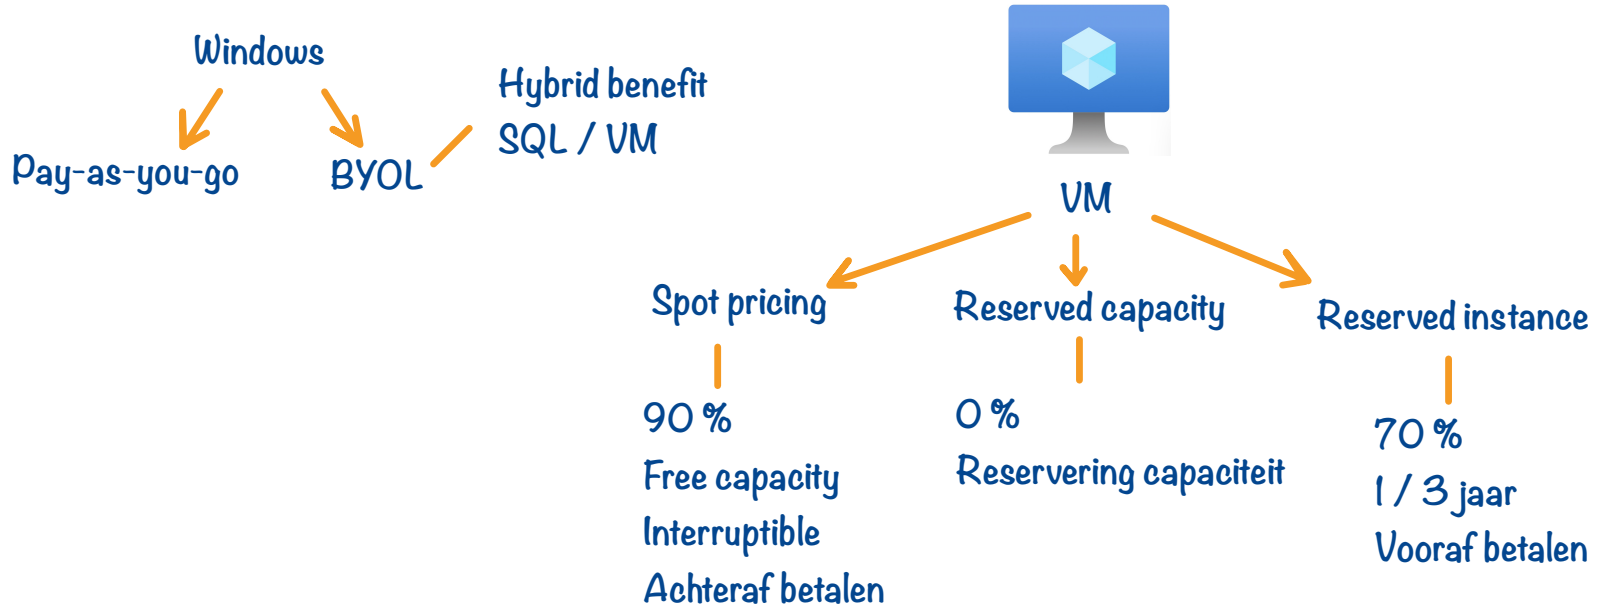 Windows
Pay-as-you-go
BYOL
Hybrid benefit
SQL / VM
VM
Spot pricing
90 %
Free capacity
Interruptible
Achteraf betalen
Reserved capacity
0 %
Reservering capaciteit
Reserved instance
70 %
1 / 3 jaar
Vooraf betalen